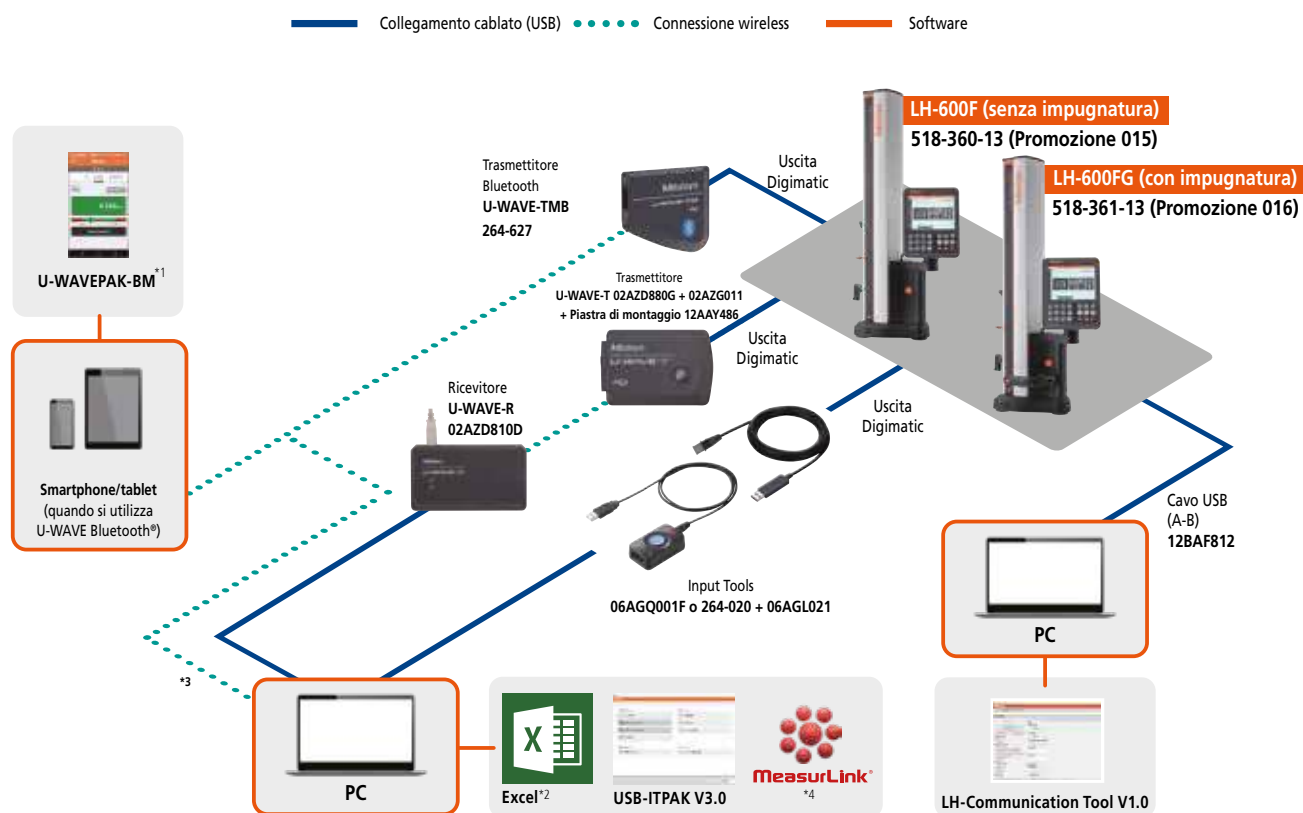 Collegamento cablato (USB)
Connessione wireless
Software
LH-600F (senza impugnatura)
518-360-13 (Promozione 015)
LH-600FG (con impugnatura)
518-361-13 (Promozione 016)
Trasmettitore
Bluetooth
U-WAVE-TMB
264-627
Mitutoyo
Uscita
Digimatic
U-WAVEPAK-BM*1
Trasmettitore
U-WAVE-T 02AZD880G + 02AZG011
+ Piastra di montaggio 12AAY486
Mitutoyo
U-WAVE-T
Uscita
Digimatic
Ricevitore
U-WAVE-R
02AZD810D
Uscita
Digimatic
Smartphone/tablet
(quando si utilizza
U-WAVE Bluetooth®)
Input Tools
06AGQ001F o 264-020 + 06AGL021
Cavo USB
(A-B)
12BAF812
PC
*3
PC
X
Excel*2
USB-ITPAK V3.0
MeasurLink®
*4
LH-Communication Tool V1.0